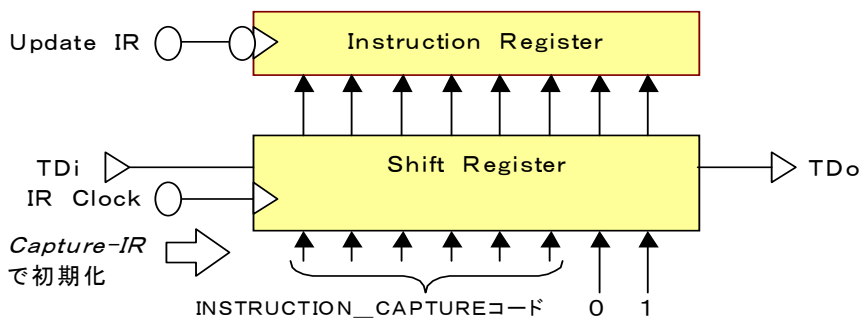 Update IR
Instruction Register
Shift Register
TDi
TDo
IR Clock
Capture-IR
で初期化
INSTRUCTION__CAPTUREコード 0 1